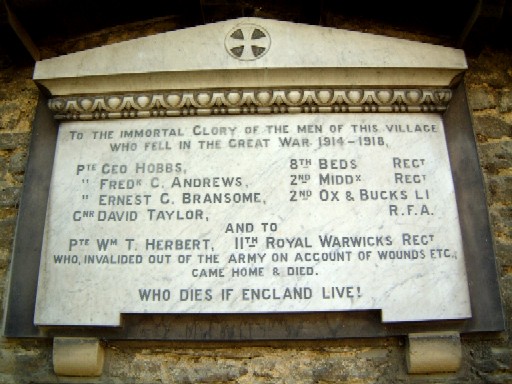 TO THE IMMORTAL GLORY OF THE MEN OF THIS VILLAGE
WHO FELL IN THE GREAT WAR. 1914-1918,
PTE GEO HOBBS, 8TH BEDS REGT
" FREDK C. ANDREWS, 2ND MIDDX REGT
" ERNEST G. BRANSOME, 2ND OX & BUCKS LI
GNR DAVID TAYLOR, R.F.A.
AND TO
PTE WM T. HERBERT, 11TH ROYAL WARWICKS REGT
WHO, INVALIDED OUT OF THE ARMY ON ACCOUNT OF WOUNDS ETC.,
CAME HOME & DIED.
WHO DIES IF ENGLAND LIVE!